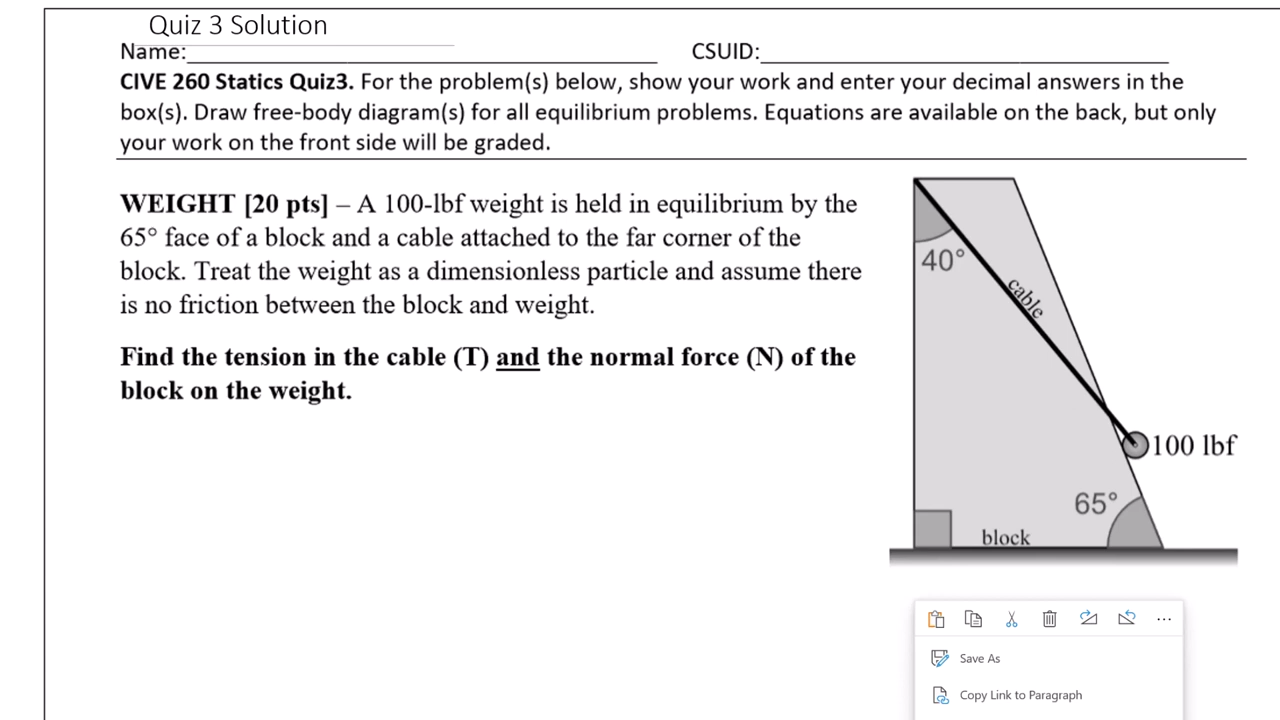 Quiz 3 Solution
Name:
CSUID:
CIVE 260 Statics Quiz3. For the problem(s) below, show your work and enter your decimal answers in the
box(s). Draw free-body diagram(s) for all equilibrium problems. Equations are available on the back, but only
your work on the front side will be graded.
WEIGHT [20 pts] – A 100-lbf weight is held in equilibrium by the
65° face of a block and a cable attached to the far corner of the
block. Treat the weight as a dimensionless particle and assume there
is no friction between the block and weight.
Find the tension in the cable (T) and the normal force (N) of the
block on the weight.
40°
cable
100 lbf
65°
block
Save As
Copy Link to Paragraph